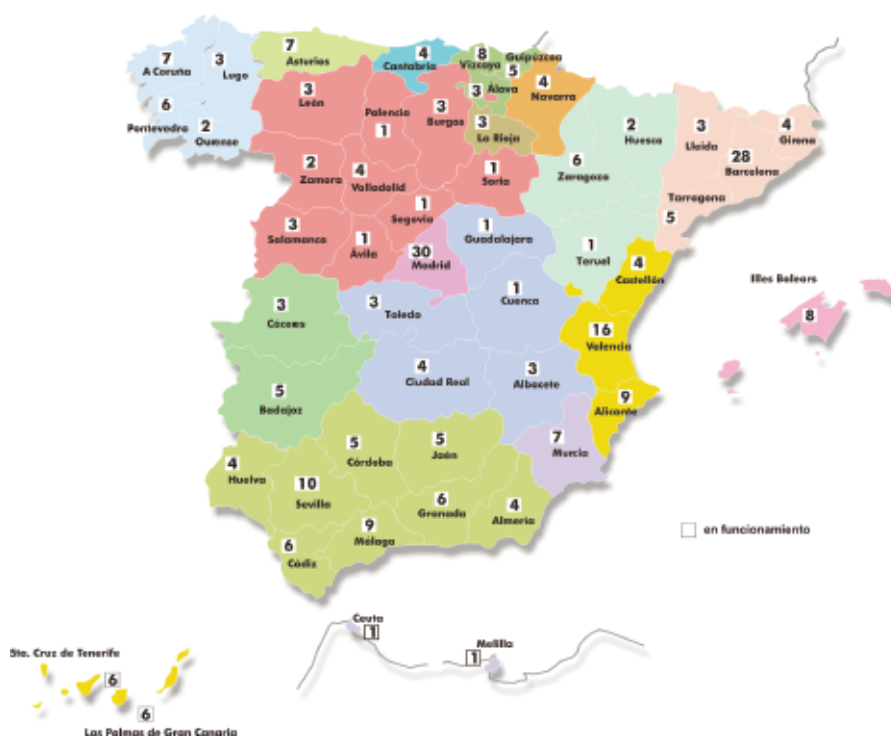 7
A Coruña
3
Lugo
6
Pontevedra
2
Ourense
7
Asturias
4
Cantabria
8
Vizcaya
Guipúzcoa
5
3
Álava
4
Navarra
3
La Rioja
3
León
Palencia
1
3
Burgos
2
Zamora
4
Valladolid
1
Soria
1
Segovia
3
Salamanca
1
Ávila
2
Huesca
6
Zaragoza
1
Teruel
3
Lleida
4
Girona
28
Barcelona
Tarragona
5
30
Madrid
1
Guadalajara
1
Cuenca
3
Toledo
4
Ciudad Real
3
Albacete
4
Castellón
16
Valencia
9
Alicante
Illes Balears
8
3
Cáceres
5
Badajoz
7
Murcia
4
Huelva
10
Sevilla
5
Córdoba
5
Jaén
6
Granada
4
Almería
9
Málaga
6
Cádiz
en funcionamiento
Ceuta
1
Melilla
1
Sta. Cruz de Tenerife
6
6
Las Palmas de Gran Canaria